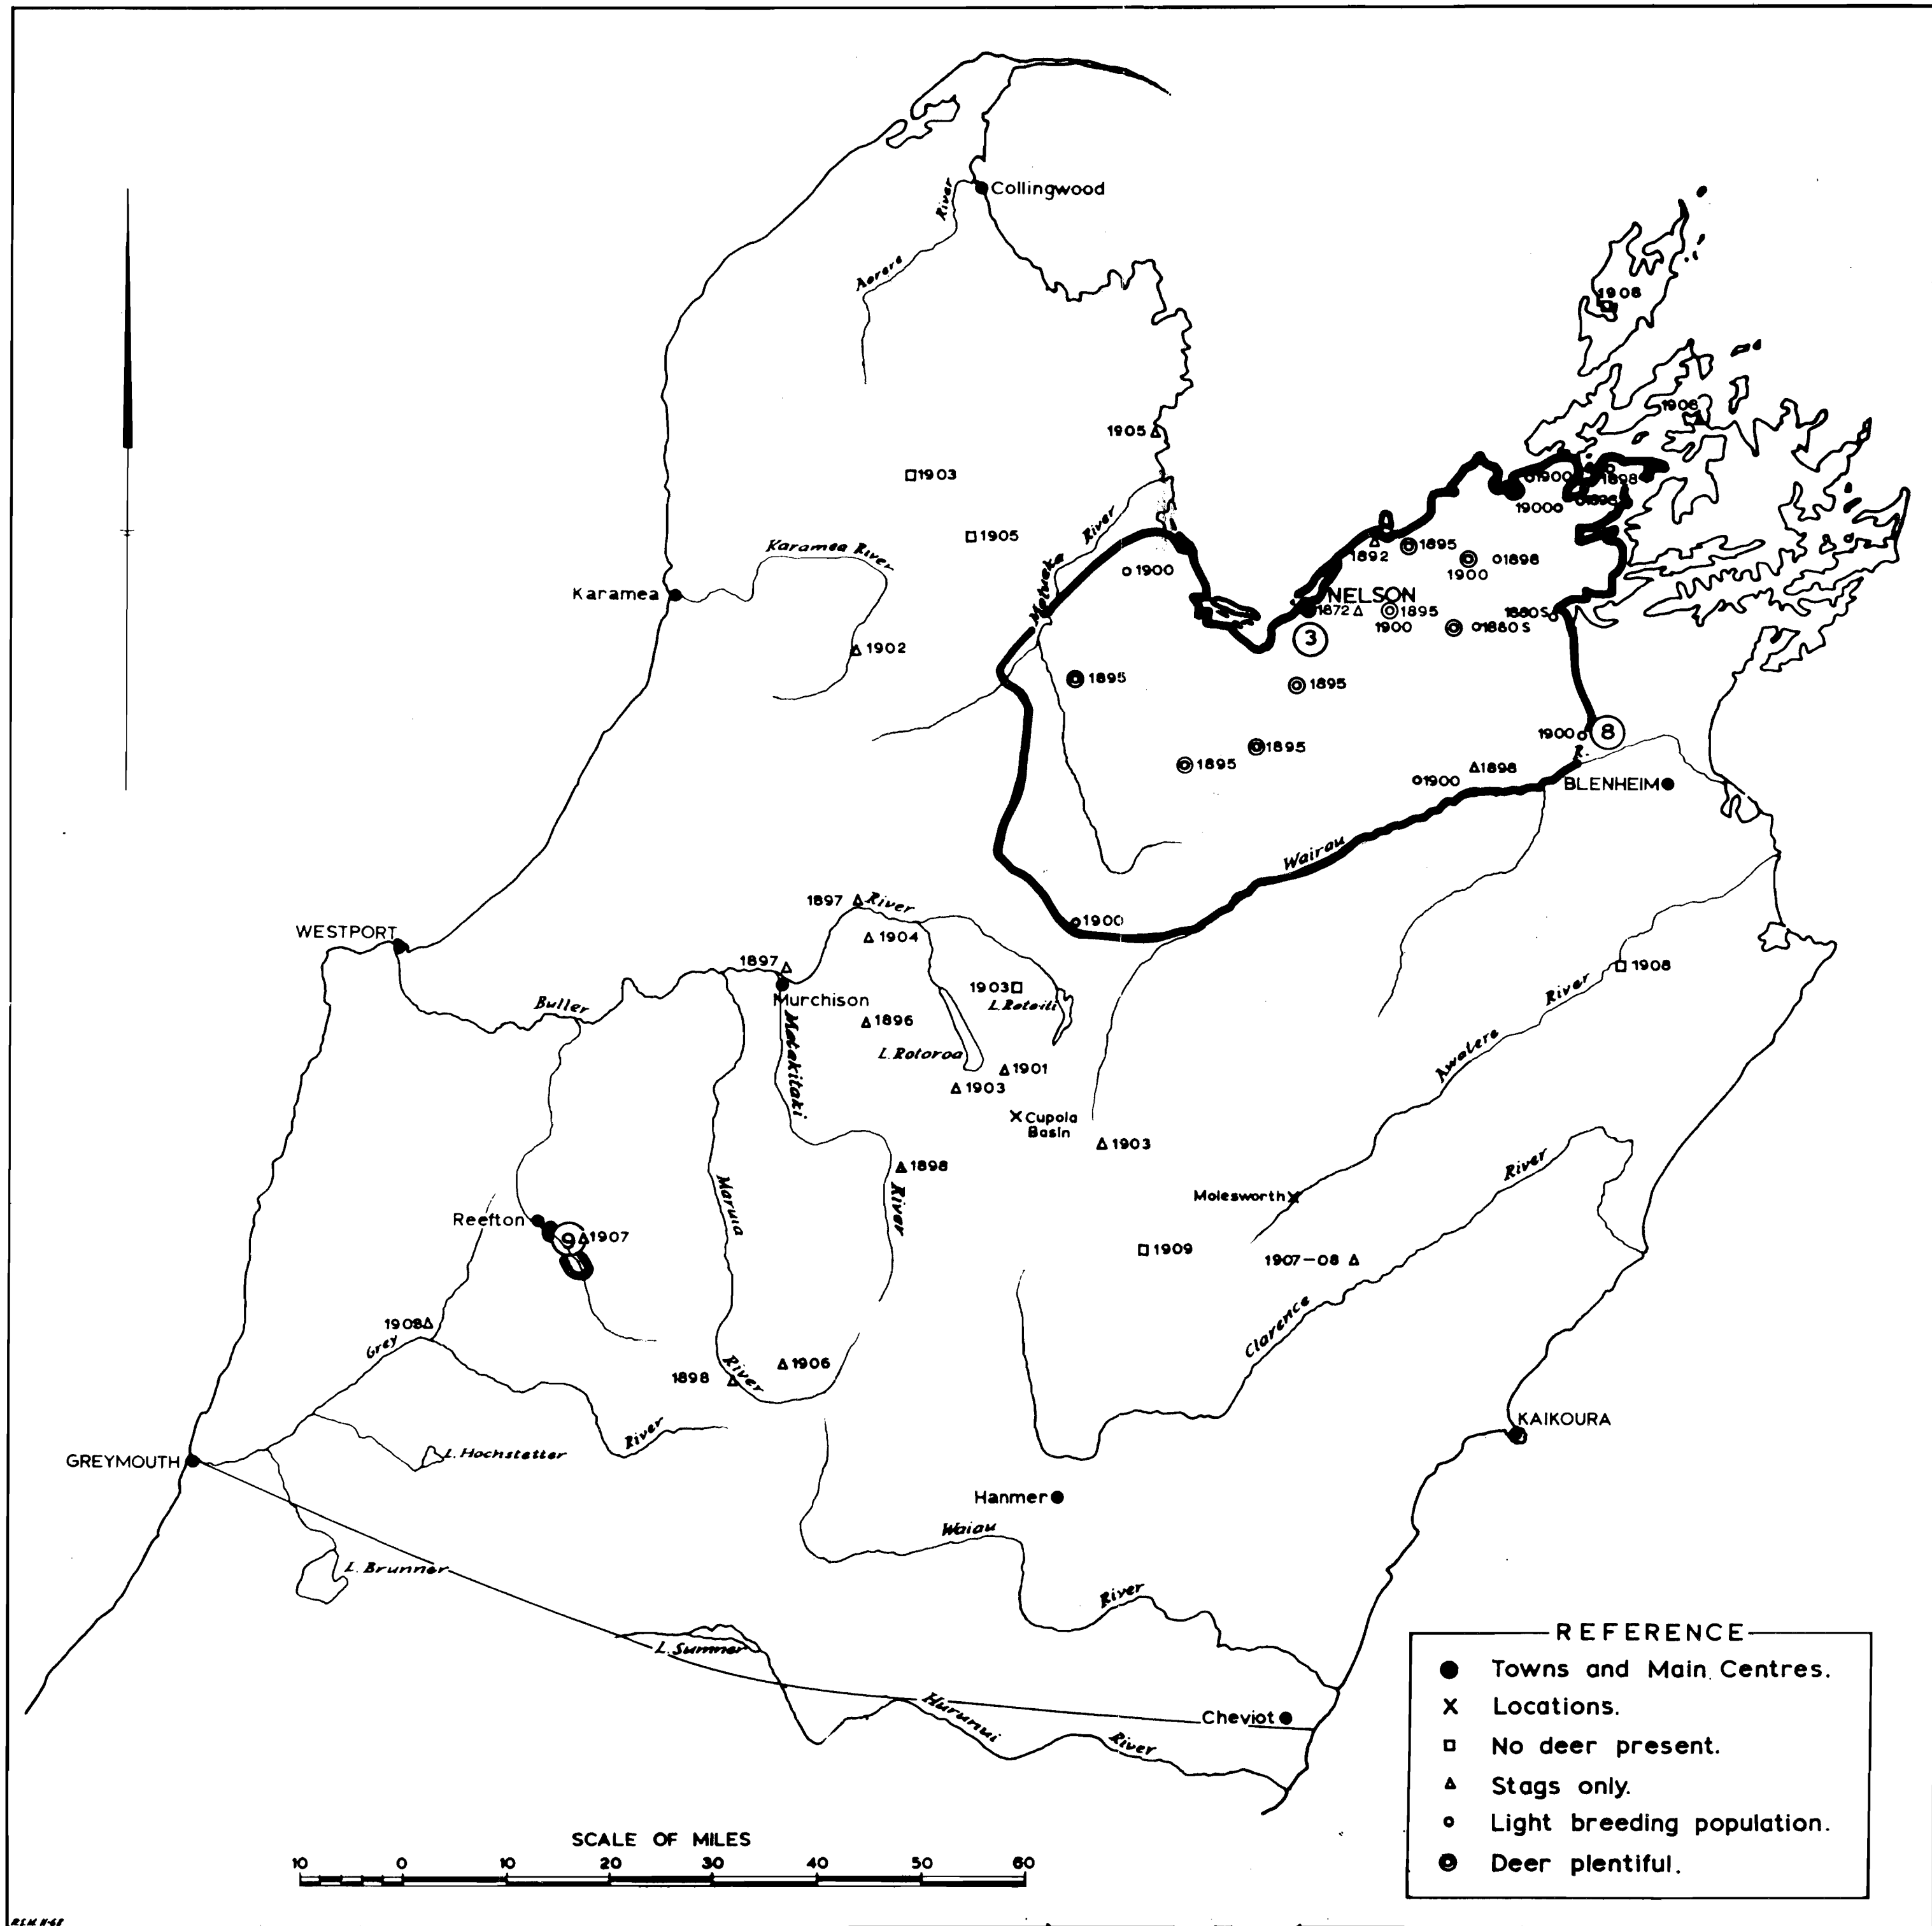 Collingwood
River
Aorere
1908
1906
1905
1903
1905
River
Karamea River
Motueka
Karamea
1900
1898
1898
1900
1900
1892
1895
1898
1900
NELSON
1872
1895
1900
1880S
1880S
3
1902
1895
1895
1895
1895
8
1900
R.
1898
1900
BLENHEIM
Wairau
1897
River
1900
1904
WESTPORT
1897
Murchison
1903
L. Rotoiti
1908
Buller
1896
L. Rotoroa
Matakitaki
1901
1903
River
Awatere
Cupola
Basin
1903
1898
River
River
Molesworth
Maruia
Reefton
9
1907
1909
1907-08
Clarence
1908
Grey
1906
1898
River
River
L. Hochstetter
KAIKOURA
GREYMOUTH
Hanmer
Waiau
L. Brunner
River
L. Sumner
Hurunui
River
Cheviot
REFERENCE
Towns and Main Centres.
Locations.
No deer present.
Stags only.
Light breeding population.
Deer plentiful.
SCALE OF MILES
10 0 10 20 30 40 50 60